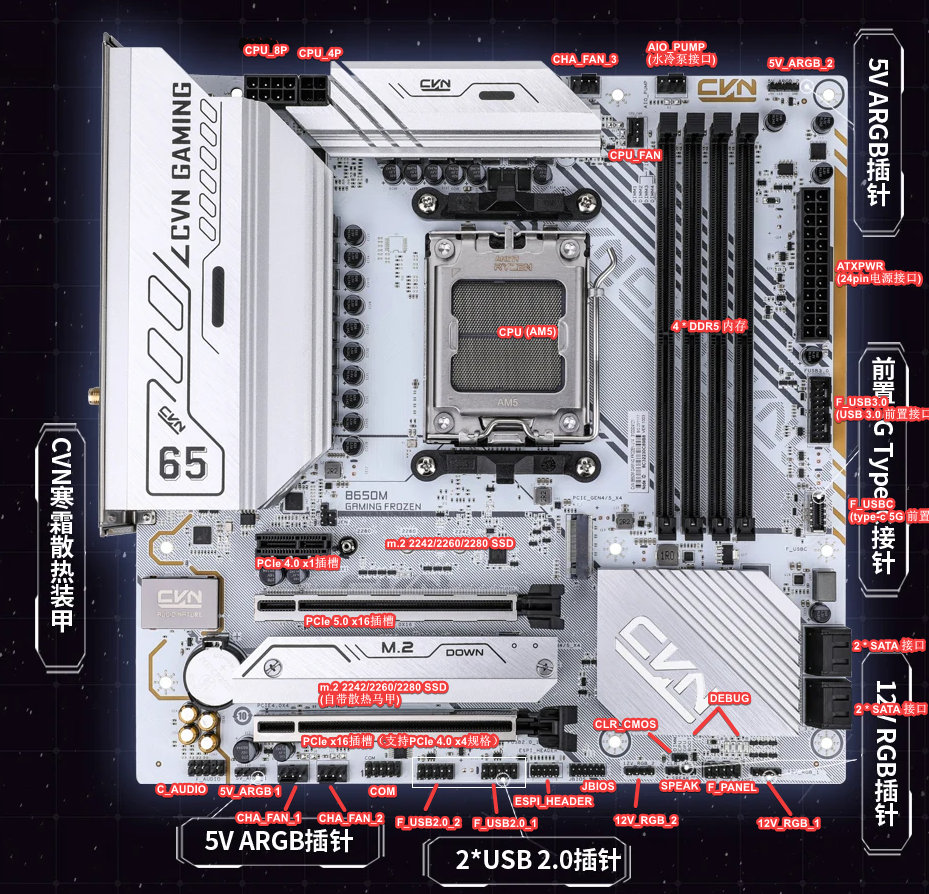 CPU_8P
CPU_4P
CHA_FAN_3
AIO_PUMP
(水冷泵接口)
5V_ARGB_2
CVN
CVN
5V ARGB插针
CVN GAMING
CPU_FAN
ATXPWR
(24pin电源接口)
4 * DDR5 内存
CPU (AM5)
AM5
FUSB3_0
前置5G Type-C接针
F_USB3.0
(USB 3.0 前置接口
CVN
65
CVN寒霜散热装甲
B650M
GAMING FROZEN
PCIE_GEN4/5_X4
F_USBC
(type-c 5G 前置
F_USBC
m.2 2242/2260/2280 SSD
PCIe 4.0 x1插槽
CVN
PCIe 5.0 x16插槽
M.2
DOWN
CVN
2 * SATA 接口
m.2 2242/2260/2280 SSD
(自带散热马甲)
DEBUG
12V RGB插针
2 * SATA 接口
CLR_CMOS
PCIe x16插槽（支持PCIe 4.0 x4规格）
ESPI_HEADER
C_AUDIO
5V_ARGB 1
COM
JBIOS
SPEAK
F_PANEL
ESPI_HEADER
CHA_FAN_1
CHA_FAN_2
F_USB2.0_2
F_USB2.0_1
12V_RGB_2
12V_RGB_1
5V ARGB插针
2*USB 2.0插针